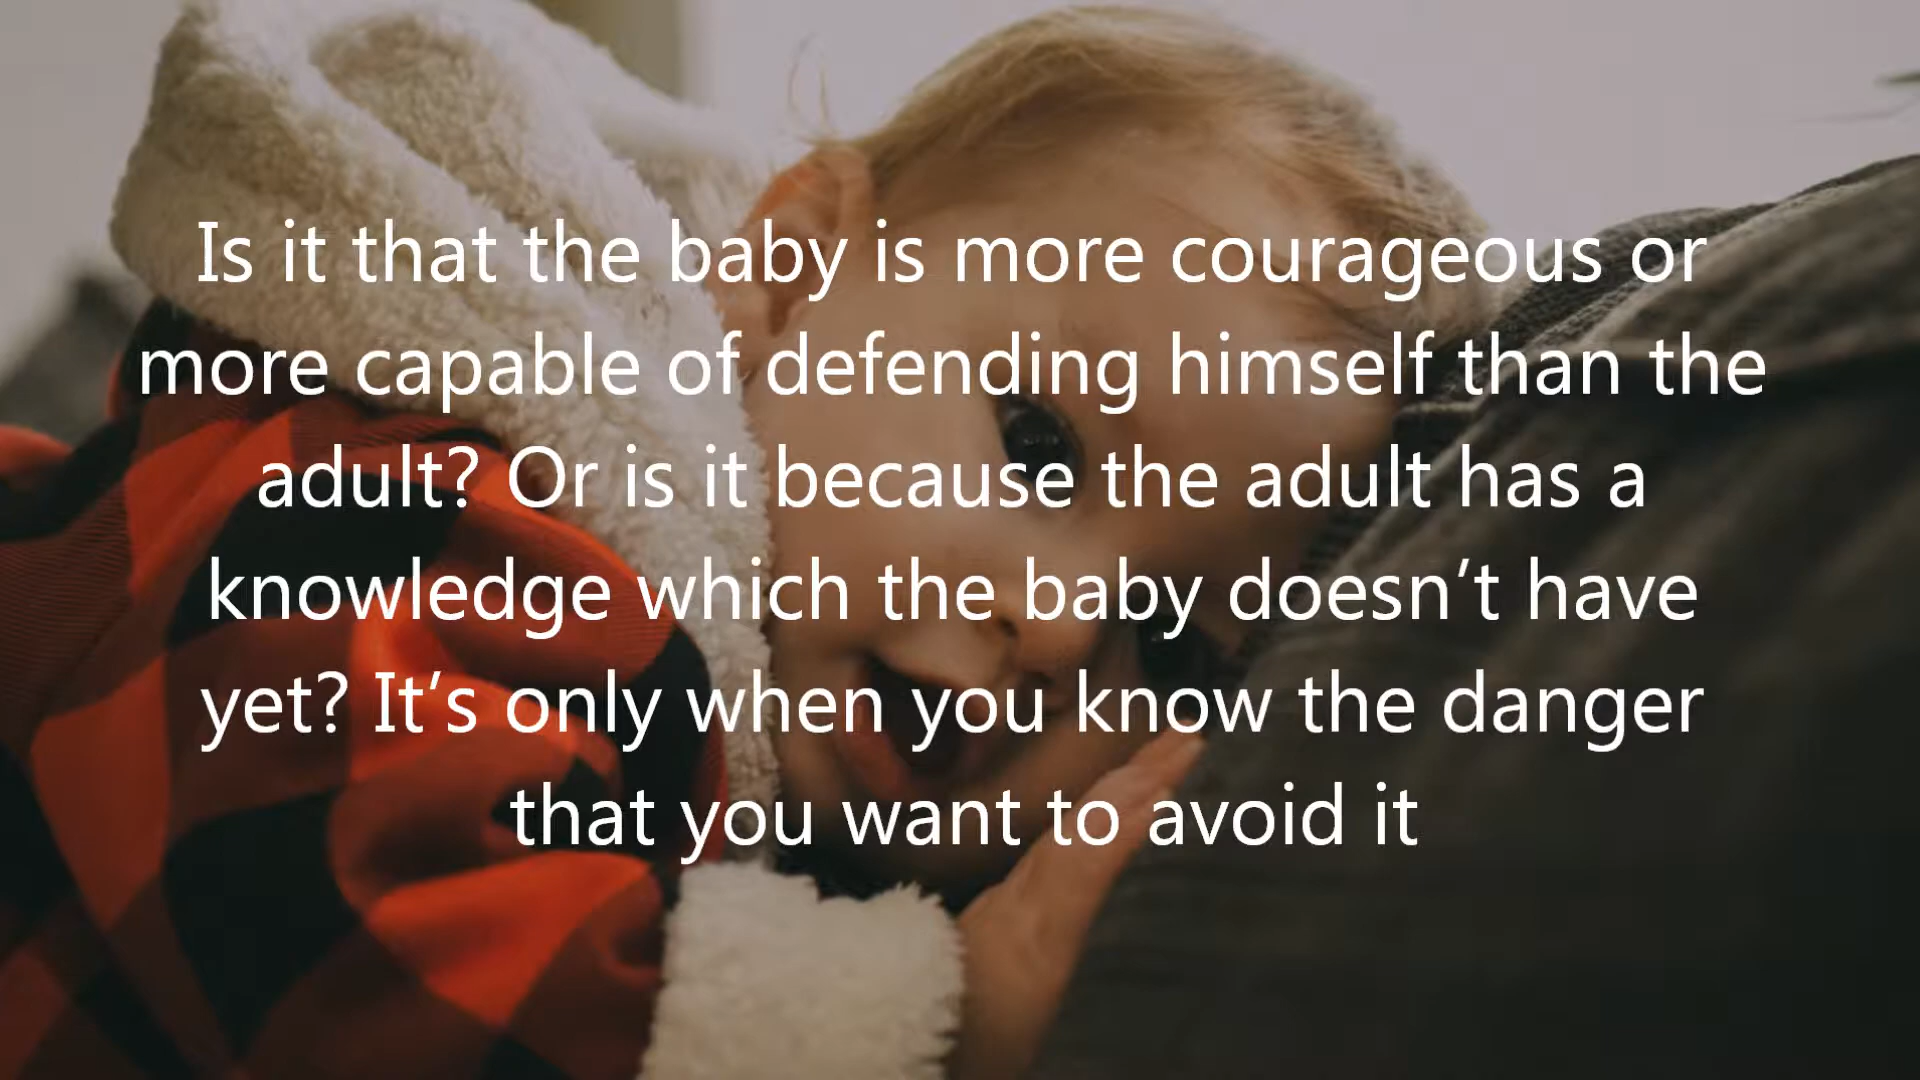 Is it that the baby is more courageous or
more capable of defending himself than the
adult? Or is it because the adult has a
knowledge which the baby doesn’t have
yet? It’s only when you know the danger
that you want to avoid it